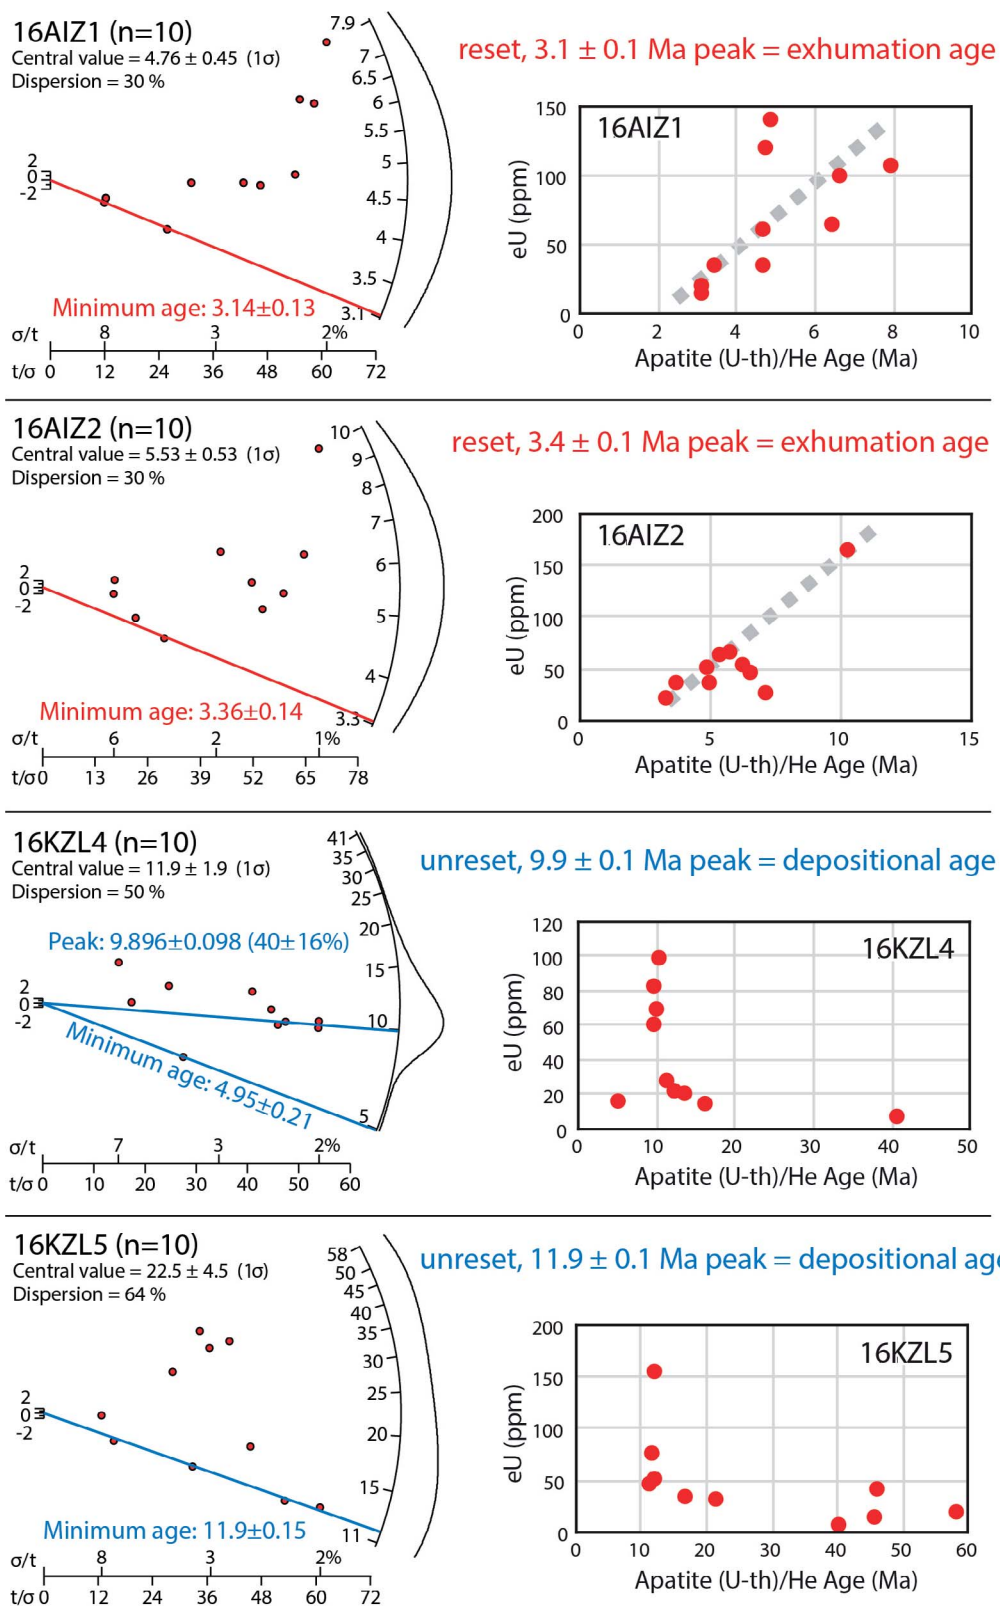 16AIZ1 (n=10)
Central value = 4.76 ± 0.45 (1σ)
Dispersion = 30 %
7.9
7
6.5
6
5.5
5
4.5
4
3.5
3.1
2
0
-2
Minimum age: 3.14±0.13
σ/t 8 3 2%
t/σ 0 12 24 36 48 60 72
reset, 3.1 ± 0.1 Ma peak = exhumation age
16AIZ1
150
100
50
0
eU (ppm)
0 2 4 6 8 10
Apatite (U-th)/He Age (Ma)
16AIZ2 (n=10)
Central value = 5.53 ± 0.53 (1σ)
Dispersion = 30 %
10
9
8
7
6
5
4
3.3
2
0
-2
Minimum age: 3.36±0.14
σ/t 6 2 1%
t/σ 0 13 26 39 52 65 78
reset, 3.4 ± 0.1 Ma peak = exhumation age
16AIZ2
200
150
100
50
0
eU (ppm)
0 5 10 15
Apatite (U-th)/He Age (Ma)
16KZL4 (n=10)
Central value = 11.9 ± 1.9 (1σ)
Dispersion = 50 %
41
35
30
25
20
15
10
5
Peak: 9.896±0.098 (40±16%)
2
0
-2
Minimum age: 4.95±0.21
σ/t 7 3 2%
t/σ 0 10 20 30 40 50 60
unreset, 9.9 ± 0.1 Ma peak = depositional age
16KZL4
120
100
80
60
40
20
0
eU (ppm)
0 10 20 30 40 50
Apatite (U-th)/He Age (Ma)
16KZL5 (n=10)
Central value = 22.5 ± 4.5 (1σ)
Dispersion = 64 %
58
50
45
40
35
30
25
20
15
11
2
0
-2
Minimum age: 11.9±0.15
σ/t 8 3 2%
t/σ 0 12 24 36 48 60 72
unreset, 11.9 ± 0.1 Ma peak = depositional age
16KZL5
200
150
100
50
0
eU (ppm)
0 10 20 30 40 50 60
Apatite (U-th)/He Age (Ma)